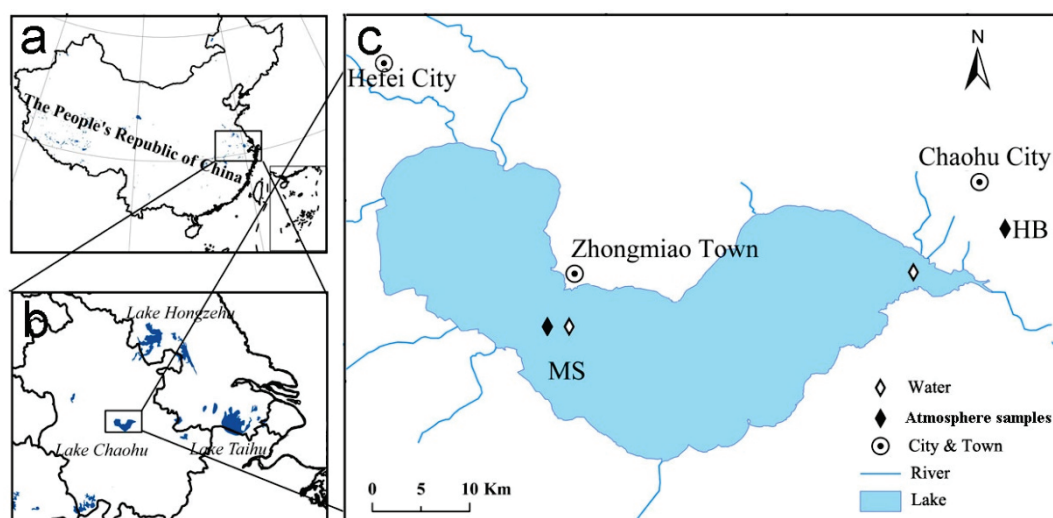 a
The People's Republic of China
b
Lake Hongzehu
Lake Chaohu
Lake Taihu
c
N
Hefei City
Chaohu City
HB
Zhongmiao Town
MS
Water
Atmosphere samples
City & Town
River
Lake
0 5 10 Km